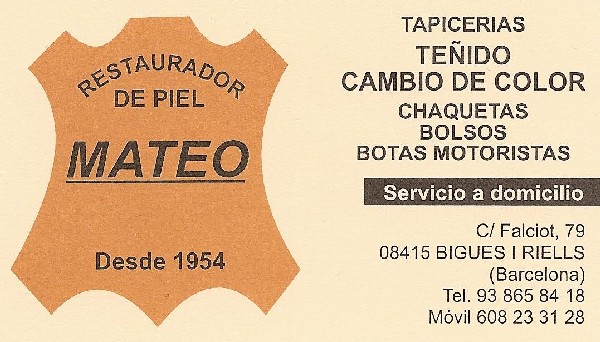 RESTAURADOR
DE PIEL
MATEO
Desde 1954
TAPICERIAS
TEÑIDO
CAMBIO DE COLOR
CHAQUETAS
BOLSOS
BOTAS MOTORISTAS
Servicio a domicilio
C/ Falciot, 79
08415 BIGUES I RIELLS
(Barcelona)
Tel. 93 865 84 18
Móvil 608 23 31 28